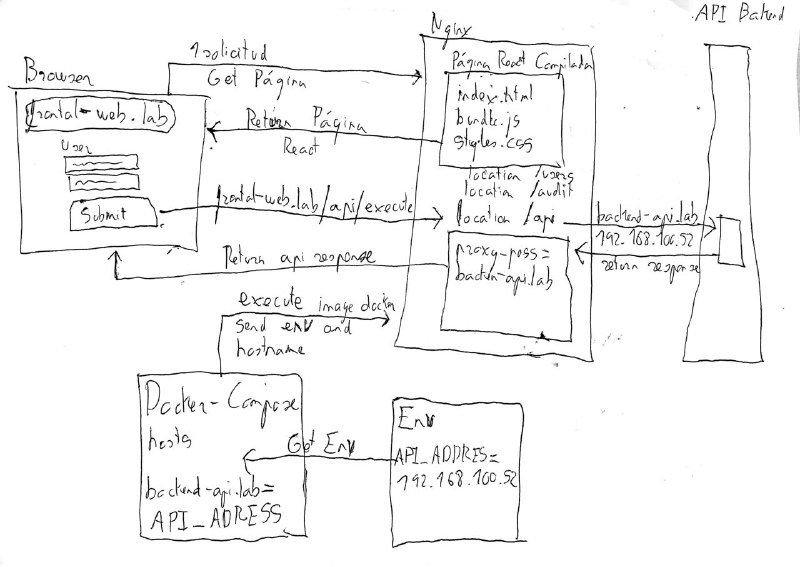 API Backend
Nginx
1 solicitud
Get Página
Browser
frontal-web.lab
User
Submit
Return Página
React
Página React Compilada
index.html
bundle.js
styles.css
location /users
location /audit
location /api
frontal-web.lab/api/execute
backend-api.lab
192.168.100.52
return response
proxy-pass=
backen-api.lab
Return api response
execute image docker
send env and
hostname
Docker-Compose
hosts
backend-api.lab=
API_ADRESS
Get Env
Env
API_ADDRES=
192.168.100.52